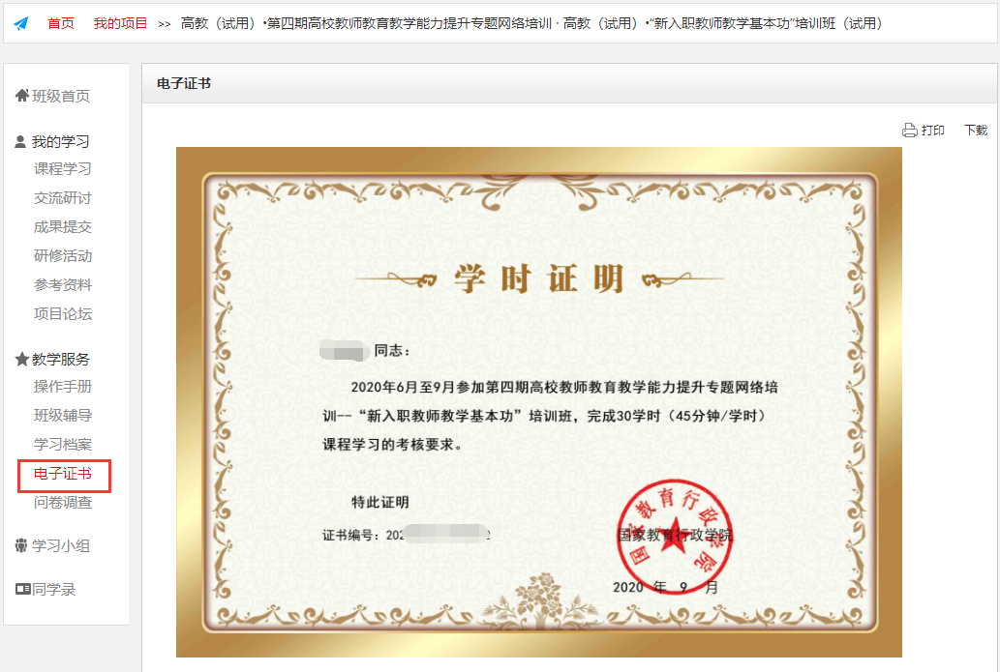 首页 我的项目 >> 高教（试用）•第四期高校教师教育教学能力提升专题网络培训 · 高教（试用）•“新入职教师教学基本功”培训班（试用）
班级首页
我的学习
课程学习
交流研讨
成果提交
研修活动
参考资料
项目论坛
教学服务
操作手册
班级辅导
学习档案
电子证书
问卷调查
学习小组
同学录
电子证书
打印 下载
学时证明
同志：
2020年6月至9月参加第四期高校教师教育教学能力提升专题网络培
训--“新入职教师教学基本功”培训班，完成30学时（45分钟/学时）
课程学习的考核要求。
特此证明
证书编号：202
国家教育行政学院
国家教育行政学院
2020 年 9 月